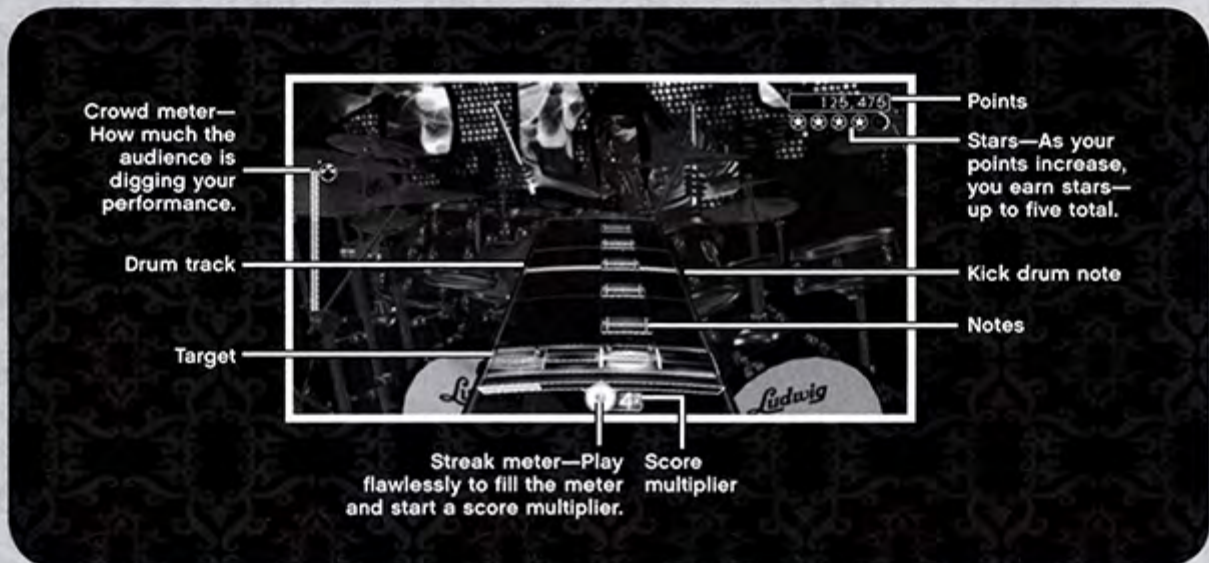 Crowd meter—
How much the
audience is
digging your
performance.
Drum track
Target
125,475
Points
Stars—As your
points increase,
you earn stars—
up to five total.
Kick drum note
Notes
Ludwig
Streak meter—Play
flawlessly to fill the meter
and start a score multiplier.
Score
multiplier